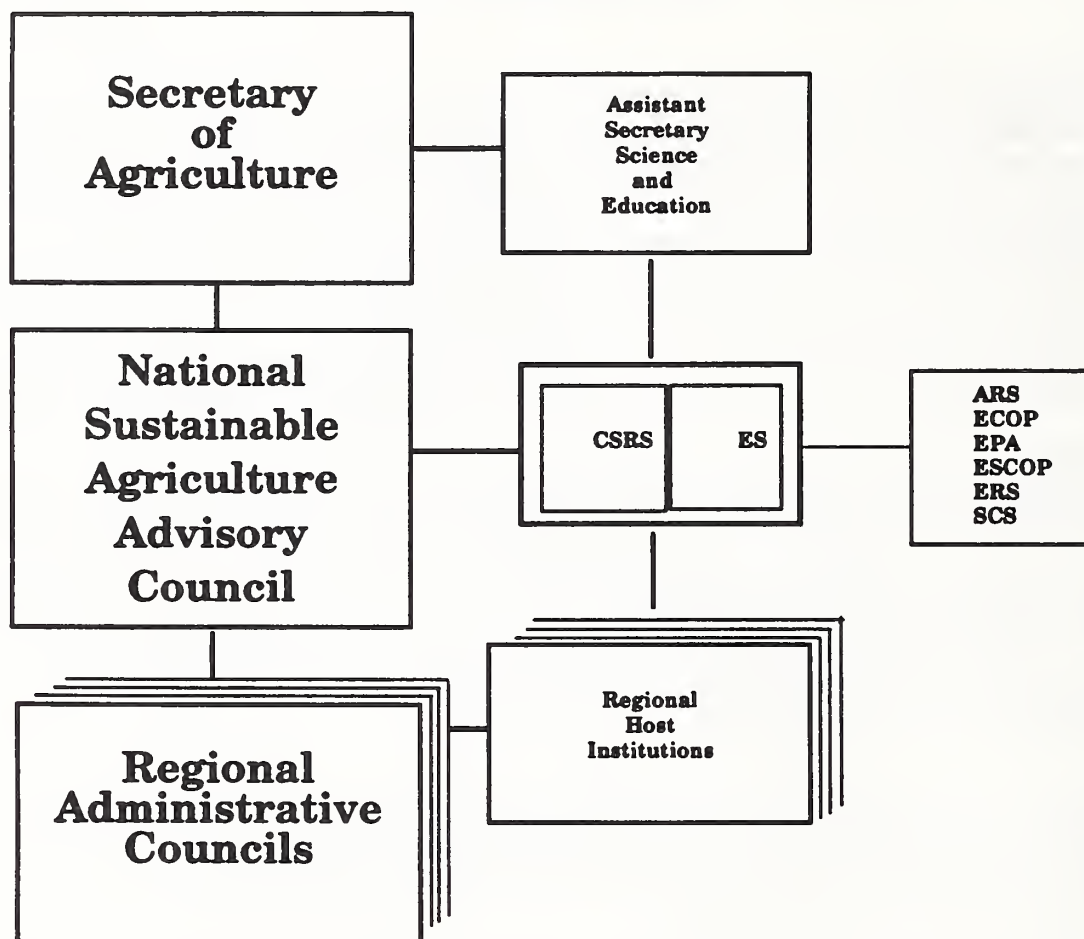 Secretary
of
Agriculture
Assistant
Secretary
Science
and
Education
National
Sustainable
Agriculture
Advisory
Council
CSRS
ES
ARS
ECOP
EPA
ESCOP
ERS
SCS
Regional
Administrative
Councils
Regional
Host
Institutions